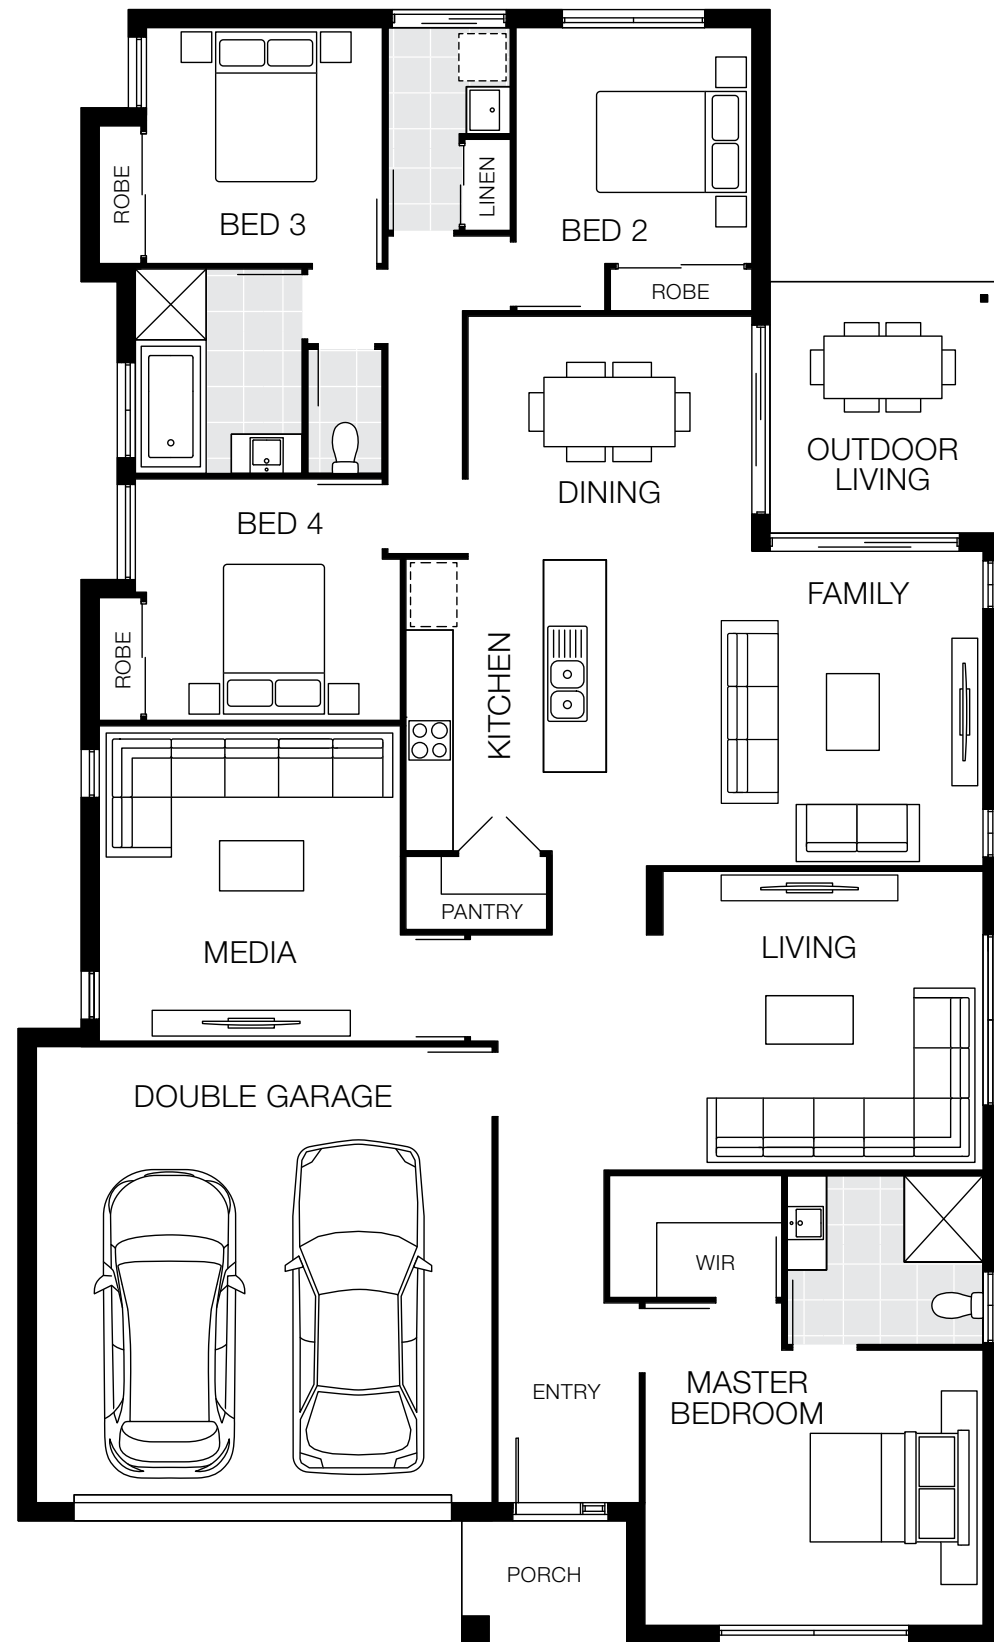 BED 3
ROBE
LINEN
BED 2
ROBE
DINING
OUTDOOR
LIVING
BED 4
ROBE
KITCHEN
FAMILY
PANTRY
MEDIA
LIVING
DOUBLE GARAGE
WIR
ENTRY
MASTER
BEDROOM
PORCH